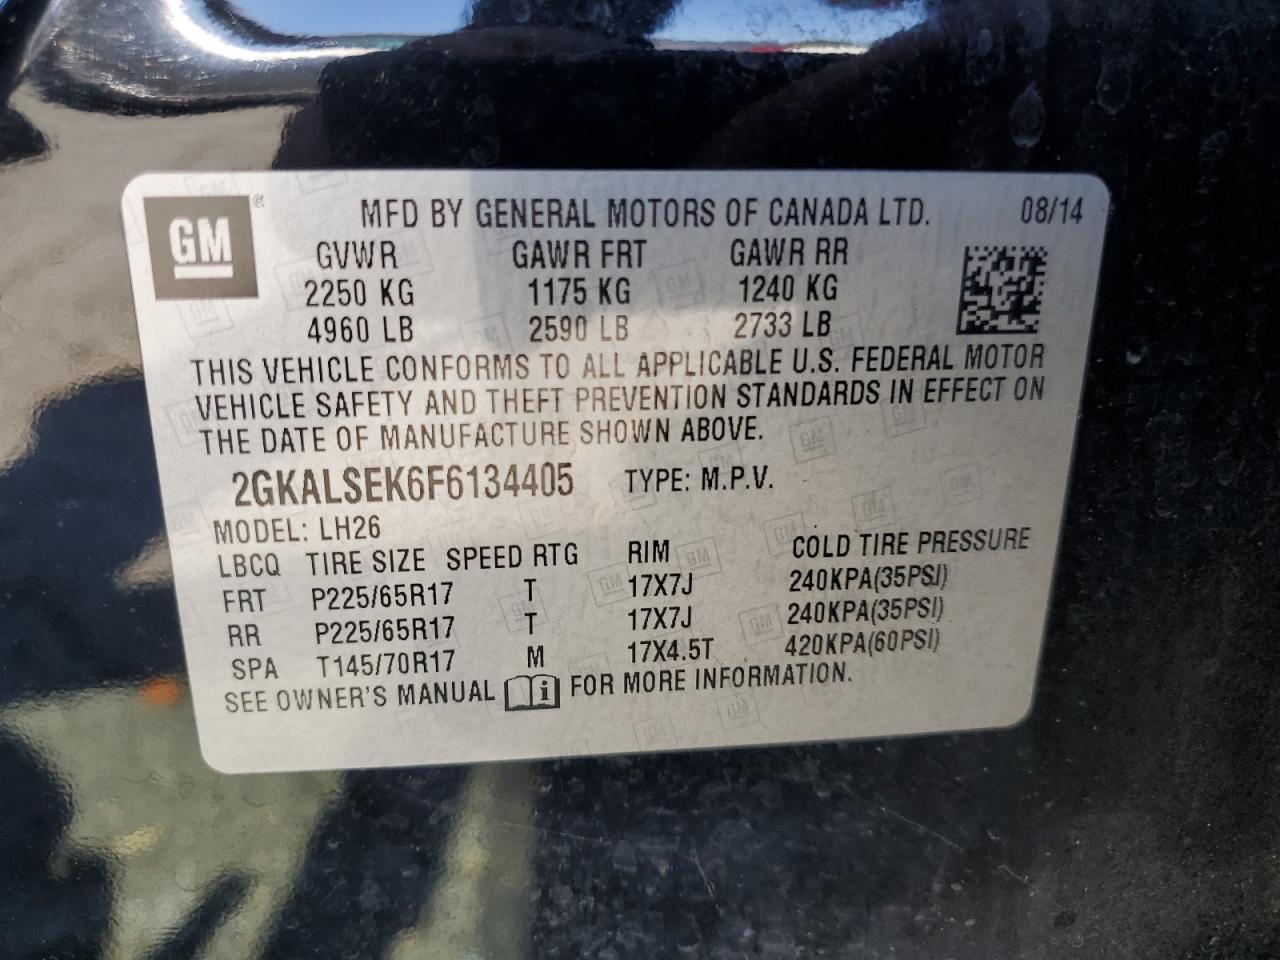 GM ®
MFD BY GENERAL MOTORS OF CANADA LTD. 08/14
GVWR GAWR FRT GAWR RR
2250 KG 1175 KG 1240 KG
4960 LB 2590 LB 2733 LB
THIS VEHICLE CONFORMS TO ALL APPLICABLE U.S. FEDERAL MOTOR
VEHICLE SAFETY AND THEFT PREVENTION STANDARDS IN EFFECT ON
THE DATE OF MANUFACTURE SHOWN ABOVE.
2GKALSEK6F6134405 TYPE: M.P.V.
MODEL: LH26
LBCQ TIRE SIZE SPEED RTG RIM COLD TIRE PRESSURE
FRT P225/65R17 T 17X7J 240KPA(35PSI)
RR P225/65R17 T 17X7J 240KPA(35PSI)
SPA T145/70R17 M 17X4.5T 420KPA(60PSI)
SEE OWNER'S MANUAL i FOR MORE INFORMATION.